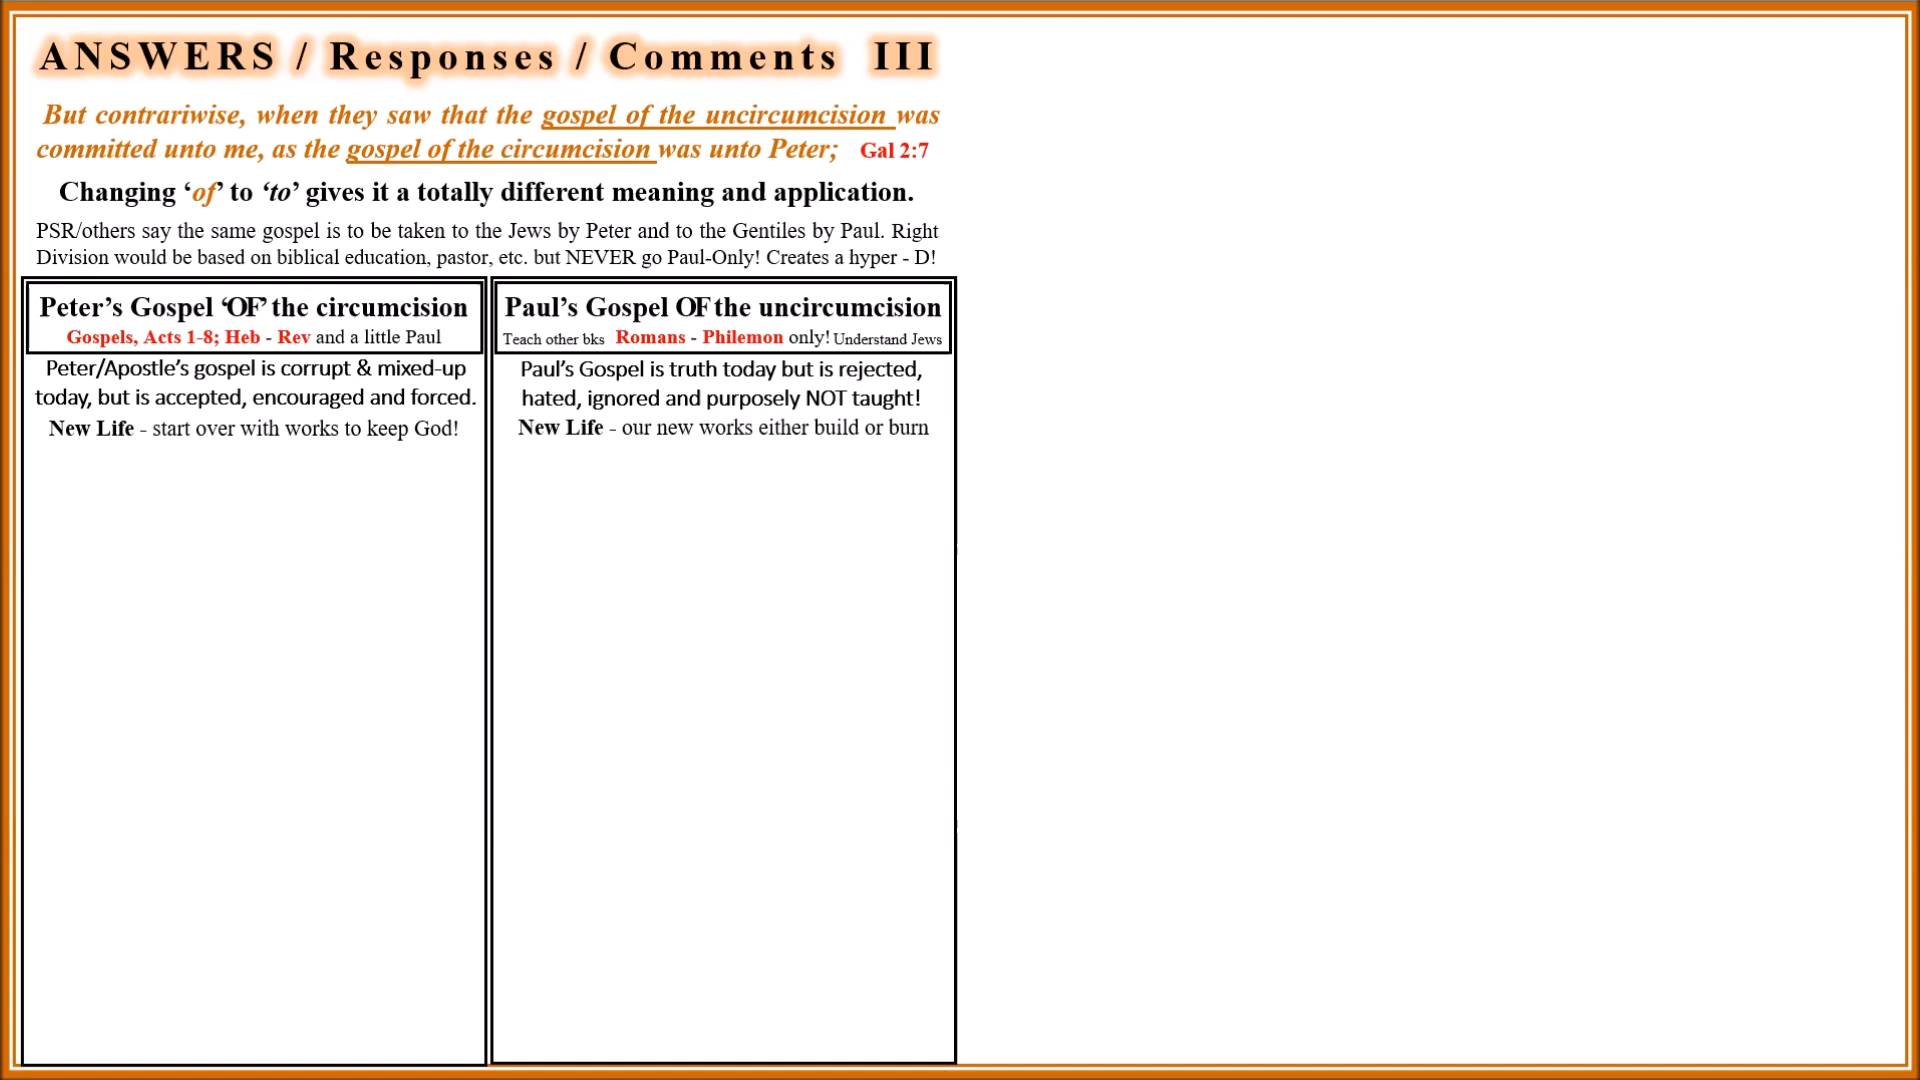 ANSWERS / Responses / Comments III
But contrariwise, when they saw that the gospel of the uncircumcision was
committed unto me, as the gospel of the circumcision was unto Peter; Gal 2:7
Changing ‘of’ to ‘to’ gives it a totally different meaning and application.
PSR/others say the same gospel is to be taken to the Jews by Peter and to the Gentiles by Paul. Right
Division would be based on biblical education, pastor, etc. but NEVER go Paul-Only! Creates a hyper - D!
Peter’s Gospel ‘OF’ the circumcision
Gospels, Acts 1-8; Heb - Rev and a little Paul
Peter/Apostle’s gospel is corrupt & mixed-up
today, but is accepted, encouraged and forced.
New Life - start over with works to keep God!
Paul’s Gospel OF the uncircumcision
Teach other bks Romans - Philemon only! Understand Jews
Paul’s Gospel is truth today but is rejected,
hated, ignored and purposely NOT taught!
New Life - our new works either build or burn